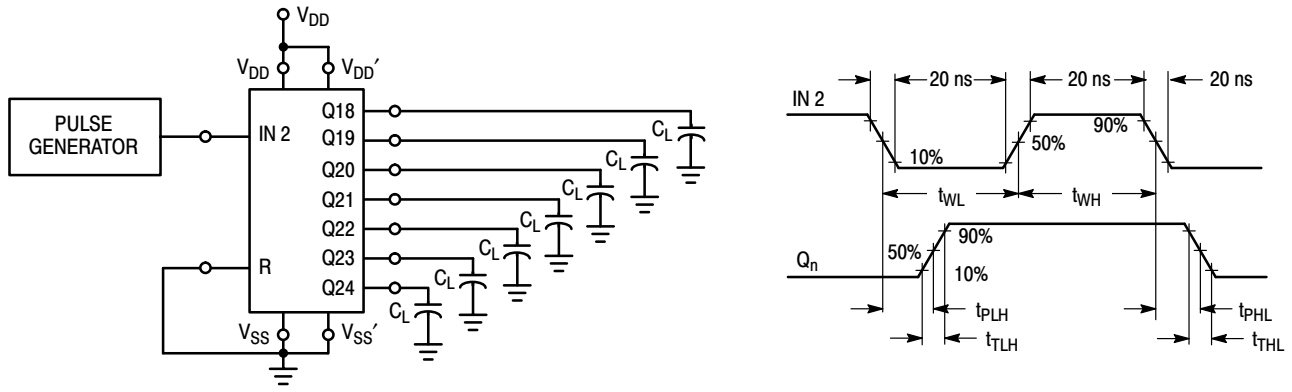 V_DD
V_DD V_DD′
PULSE
GENERATOR
IN 2
R
Q18
Q19
Q20
Q21
Q22
Q23
Q24
C_L
C_L
C_L
C_L
C_L
C_L
C_L
V_SS V_SS′
20 ns 20 ns 20 ns
IN 2
90%
50%
10%
t_WL t_WH
Q_n
50% 90%
10%
t_PLH t_PHL
t_TLH t_THL